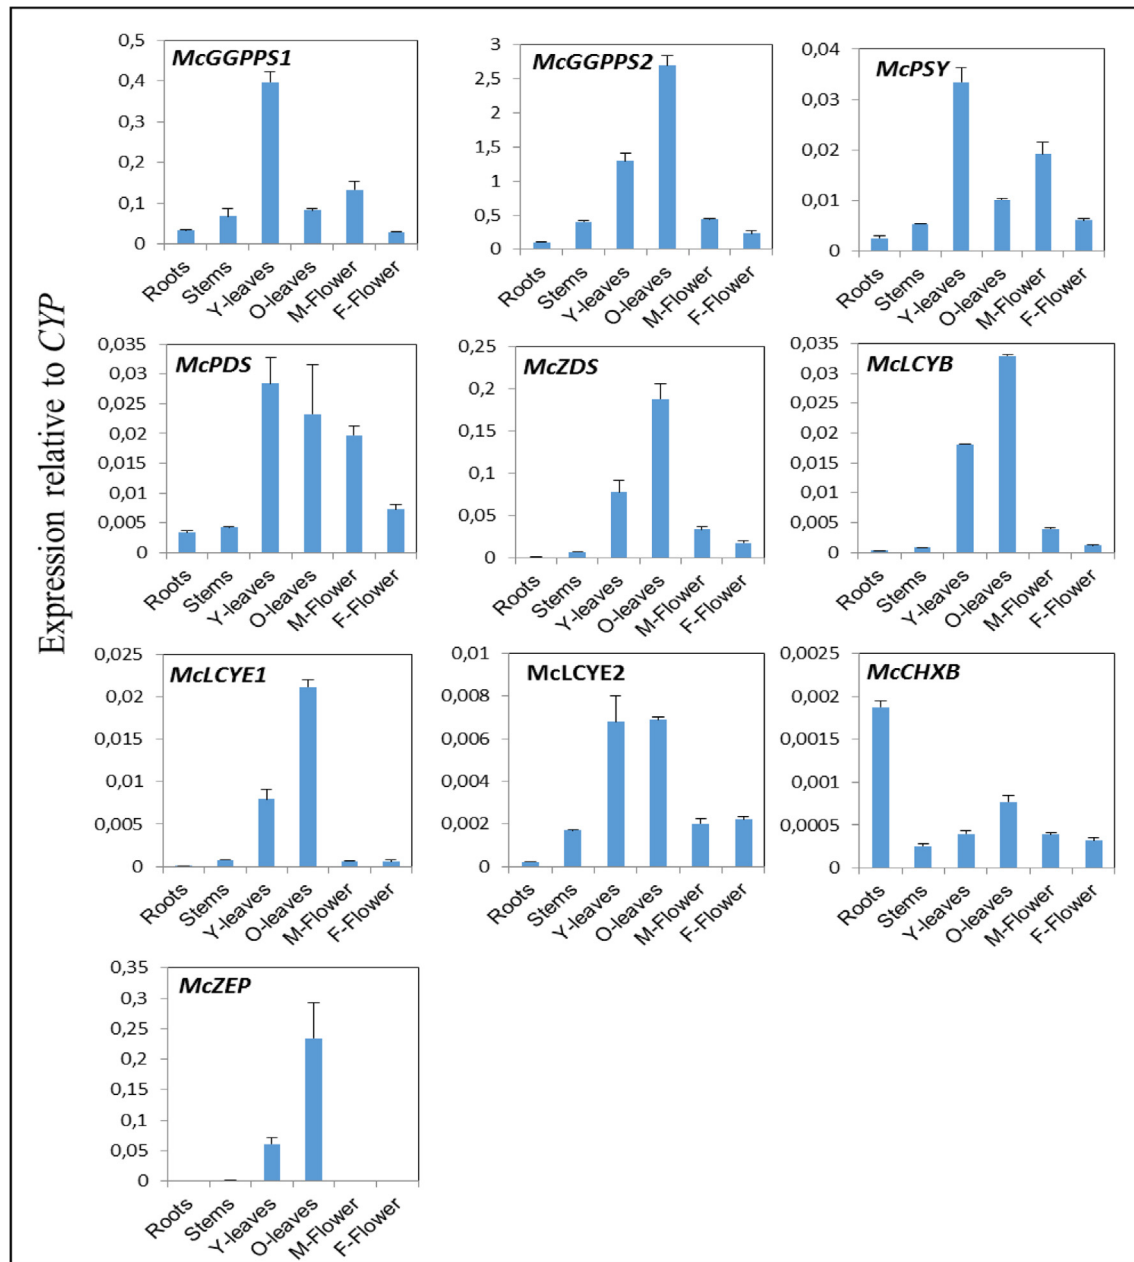 Expression relative to CYP
McGGPPS1
0,5
0,4
0,3
0,2
0,1
0
Roots
Stems
Y-leaves
O-leaves
M-Flower
F-Flower
McGGPPS2
3
2,5
2
1,5
1
0,5
0
Roots
Stems
Y-leaves
O-leaves
M-Flower
F-Flower
McPSY
0,04
0,03
0,02
0,01
0
Roots
Stems
Y-leaves
O-leaves
M-Flower
F-Flower
McPDS
0,035
0,03
0,025
0,02
0,015
0,01
0,005
0
Roots
Stems
Y-leaves
O-leaves
M-Flower
F-Flower
McZDS
0,25
0,2
0,15
0,1
0,05
0
Roots
Stems
Y-leaves
O-leaves
M-Flower
F-Flower
McLCYB
0,035
0,03
0,025
0,02
0,015
0,01
0,005
0
Roots
Stems
Y-leaves
O-leaves
M-Flower
F-Flower
McLCYE1
0,025
0,02
0,015
0,01
0,005
0
Roots
Stems
Y-leaves
O-leaves
M-Flower
F-Flower
McLCYE2
0,01
0,008
0,006
0,004
0,002
0
Roots
Stems
Y-leaves
O-leaves
M-Flower
F-Flower
McCHXB
0,0025
0,002
0,0015
0,001
0,0005
0
Roots
Stems
Y-leaves
O-leaves
M-Flower
F-Flower
McZEP
0,35
0,3
0,25
0,2
0,15
0,1
0,05
0
Roots
Stems
Y-leaves
O-leaves
M-Flower
F-Flower